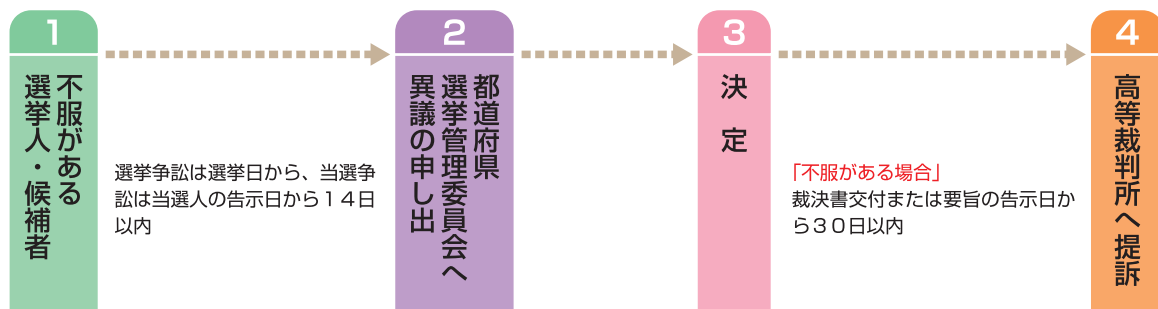 1
不服がある
選挙人・候補者
選挙争訟は選挙日から、当選争
訟は当選人の告示日から１４日
以内
2
都道府県
選挙管理委員会へ
異議の申し出
3
決定
「不服がある場合」
裁決書交付または要旨の告示日か
ら３０日以内
4
高等裁判所へ提訴